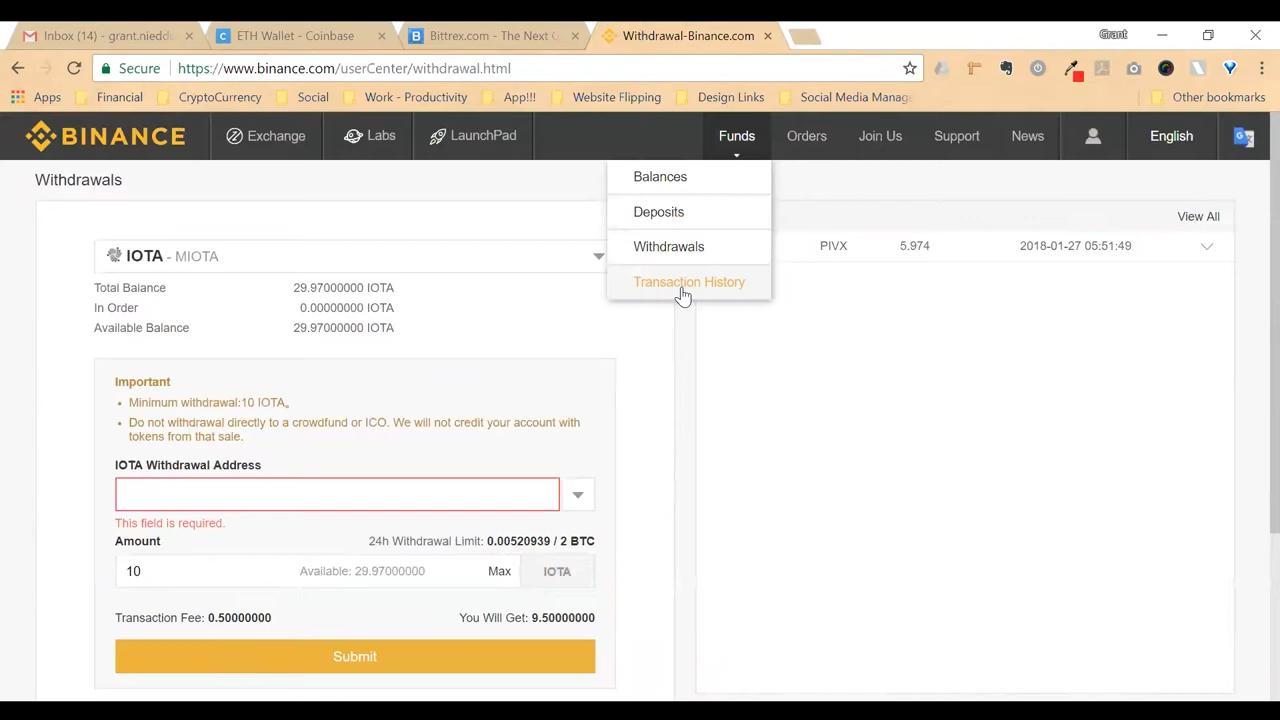 Inbox (14) - grant.niedd
ETH Wallet - Coinbase
Bittrex.com - The Next C
Withdrawal-Binance.com
Grant
Secure
https://www.binance.com/userCenter/withdrawal.html
Apps
Financial
CryptoCurrency
Social
Work - Productivity
App!!!
Website Flipping
Design Links
Social Media Manag
Other bookmarks
BINANCE
Exchange
Labs
LaunchPad
Funds
Orders
Join Us
Support
News
English
Balances
Deposits
Withdrawals
Transaction History
Withdrawals
View All
PIVX
5.974
2018-01-27 05:51:49
IOTA - MIOTA
Total Balance 29.97000000 IOTA
In Order 0.00000000 IOTA
Available Balance 29.97000000 IOTA
Important
• Minimum withdrawal:10 IOTA。
• Do not withdrawal directly to a crowdfund or ICO. We will not credit your account with
tokens from that sale.
IOTA Withdrawal Address
This field is required.
Amount
24h Withdrawal Limit: 0.00520939 / 2 BTC
10
Available: 29.97000000
Max
IOTA
Transaction Fee: 0.50000000
You Will Get: 9.50000000
Submit